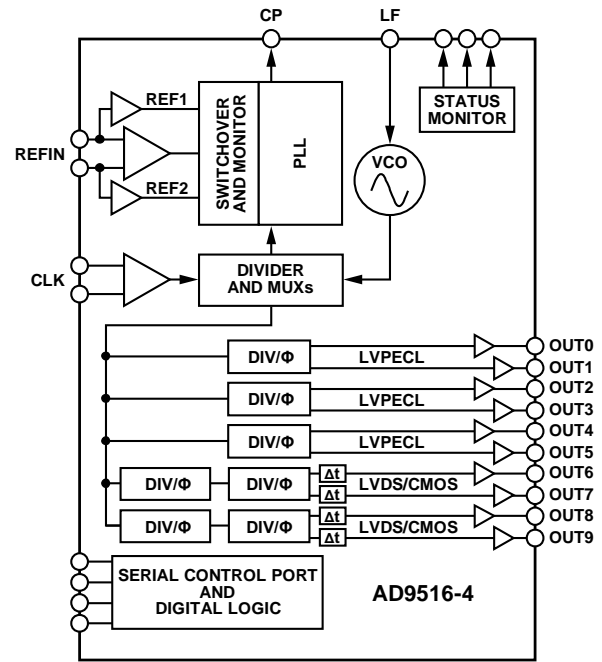 CP
LF
REF1
REFIN
REF2
SWITCHOVER
AND MONITOR
PLL
VCO
STATUS
MONITOR
CLK
DIVIDER
AND MUXs
DIV/Φ
LVPECL
OUT0
OUT1
DIV/Φ
LVPECL
OUT2
OUT3
DIV/Φ
LVPECL
OUT4
OUT5
DIV/Φ
DIV/Φ
Δt
Δt
LVDS/CMOS
OUT6
OUT7
DIV/Φ
DIV/Φ
Δt
Δt
LVDS/CMOS
OUT8
OUT9
SERIAL CONTROL PORT
AND
DIGITAL LOGIC
AD9516-4